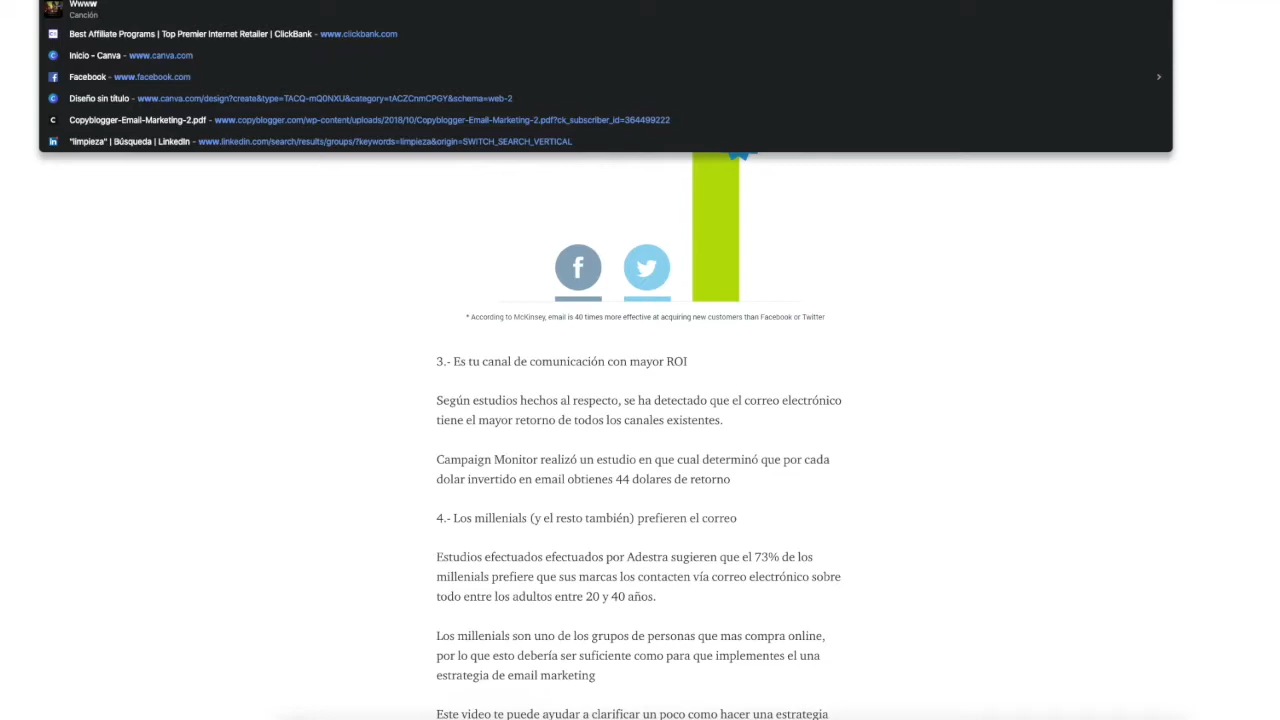 Wwww
Canción
Best Affiliate Programs | Top Premier Internet Retailer | ClickBank - www.clickbank.com
Inicio - Canva - www.canva.com
Facebook - www.facebook.com
Diseño sin título - www.canva.com/design?create&type=TACQ-mQ0NXU&category=tACZCnmCPGY&schema=web-2
Copyblogger-Email-Marketing-2.pdf - www.copyblogger.com/wp-content/uploads/2018/10/Copyblogger-Email-Marketing-2.pdf?ck_subscriber_id=364499222
"limpieza" | Búsqueda | LinkedIn - www.linkedin.com/search/results/groups/?keywords=limpieza&origin=SWITCH_SEARCH_VERTICAL
* According to McKinsey, email is 40 times more effective at acquiring new customers than Facebook or Twitter
3.- Es tu canal de comunicación con mayor ROI
Según estudios hechos al respecto, se ha detectado que el correo electrónico
tiene el mayor retorno de todos los canales existentes.
Campaign Monitor realizó un estudio en que cual determinó que por cada
dolar invertido en email obtienes 44 dolares de retorno
4.- Los millenials (y el resto también) prefieren el correo
Estudios efectuados efectuados por Adestra sugieren que el 73% de los
millenials prefiere que sus marcas los contacten vía correo electrónico sobre
todo entre los adultos entre 20 y 40 años.
Los millenials son uno de los grupos de personas que mas compra online,
por lo que esto debería ser suficiente como para que implementes el una
estrategia de email marketing
Este video te puede ayudar a clarificar un poco como hacer una estrategia